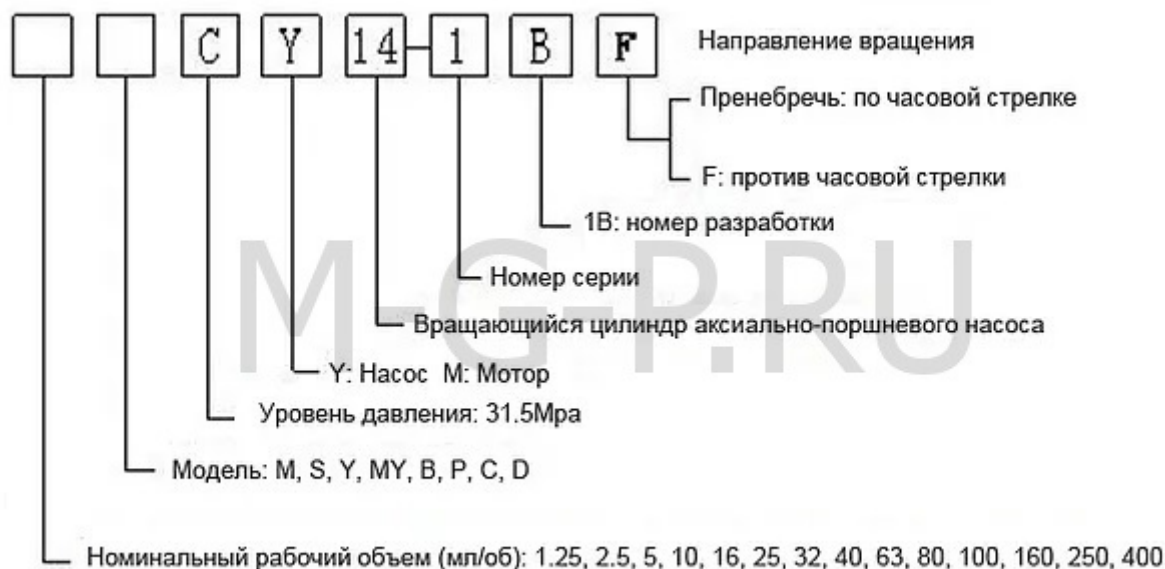 C Y 14-1 B F Направление вращения
Пренебречь: по часовой стрелке
F: против часовой стрелки
1B: номер разработки
Номер серии
Вращающийся цилиндр аксиально-поршневого насоса
Y: Насос M: Мотор
Уровень давления: 31.5Mpa
Модель: M, S, Y, MY, B, P, C, D
Номинальный рабочий объем (мл/об): 1.25, 2.5, 5, 10, 16, 25, 32, 40, 63, 80, 100, 160, 250, 400
M-G-P.RU